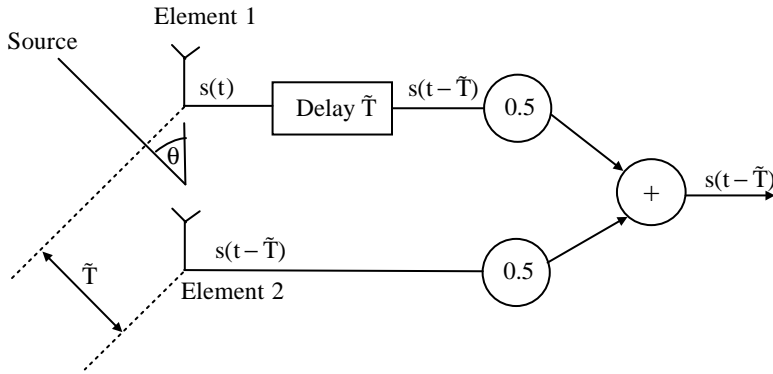 Element 1
Source
s(t)
Delay T̃
s(t− T̃)
0.5
θ
+
s(t− T̃)
T̃
s(t− T̃)
Element 2
0.5